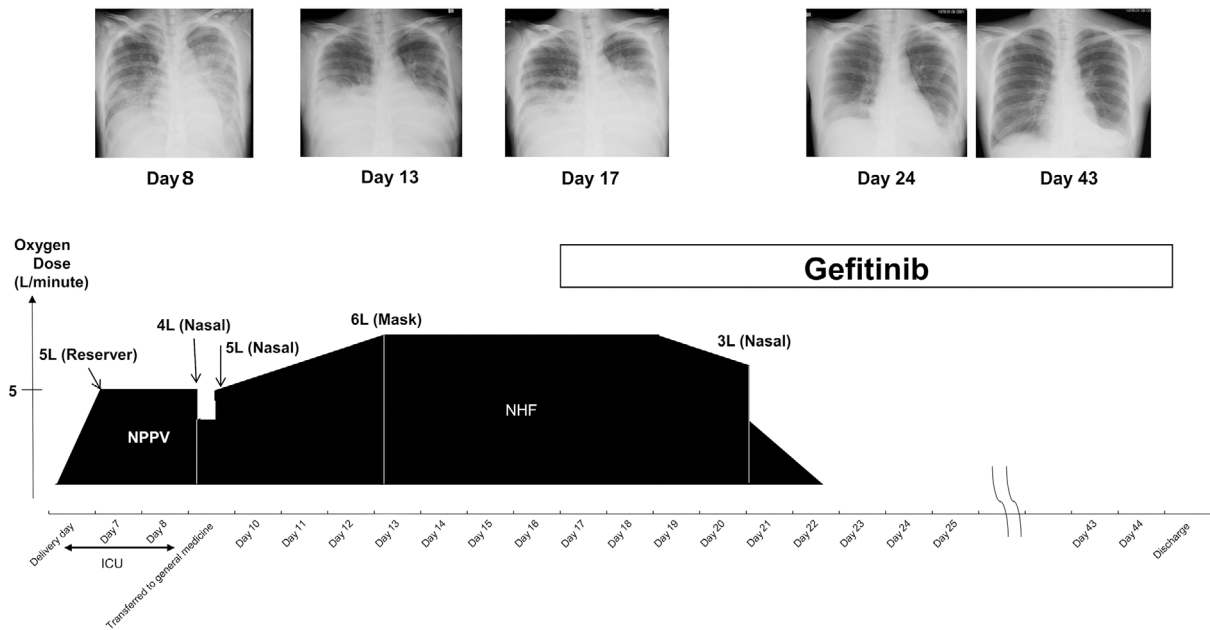 Day 8
Day 13
Day 17
Day 24
Day 43
Oxygen
Dose
(L/minute)
Gefitinib
6L (Mask)
4L (Nasal)
5L (Nasal)
3L (Nasal)
5L (Reserver)
5
NPPV
NHF
Delivery day
Day 7
Day 8
Transferred to general medicine
Day 10
Day 11
Day 12
Day 13
Day 14
Day 15
Day 16
Day 17
Day 18
Day 19
Day 20
Day 21
Day 22
Day 23
Day 24
Day 25
Day 43
Day 44
Discharge
ICU